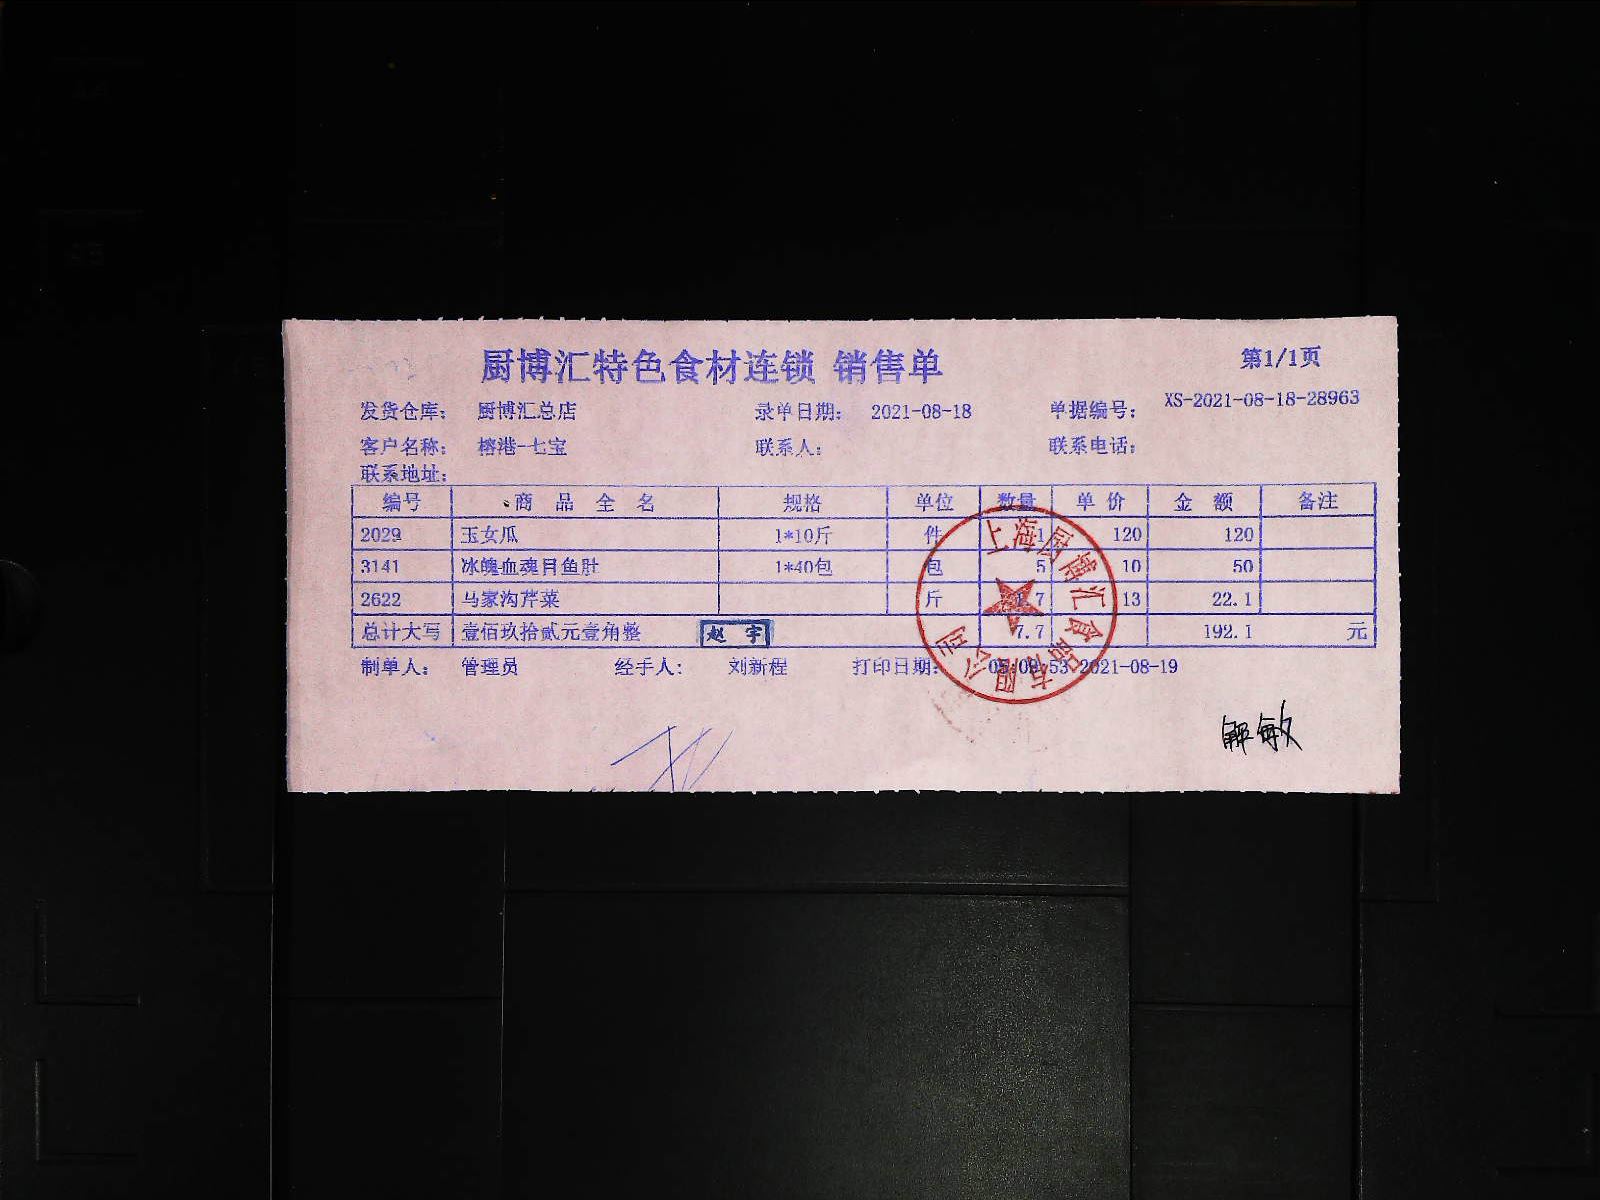 厨博汇特色食材连锁 销售单
第1/1页
发货仓库: 厨博汇总店 录单日期: 2021-08-18 单据编号: XS-2021-08-18-28963
客户名称: 榕港-七宝 联系人: 联系电话:
联系地址:
编号 商 品 全 名 规格 单位 数量 单 价 金 额 备注
2029 玉女瓜 1*10斤 件 1 120 120
3141 冰魄血魂目鱼肚 1*40包 包 5 10 50
2622 马家沟芹菜 斤 7 13 22.1
总计大写 壹佰玖拾贰元壹角整 赵 宇 7.7 192.1 元
制单人: 管理员 经手人: 刘新程 打印日期: 2021-08-19
上海厨博汇食品有限公司
解敏